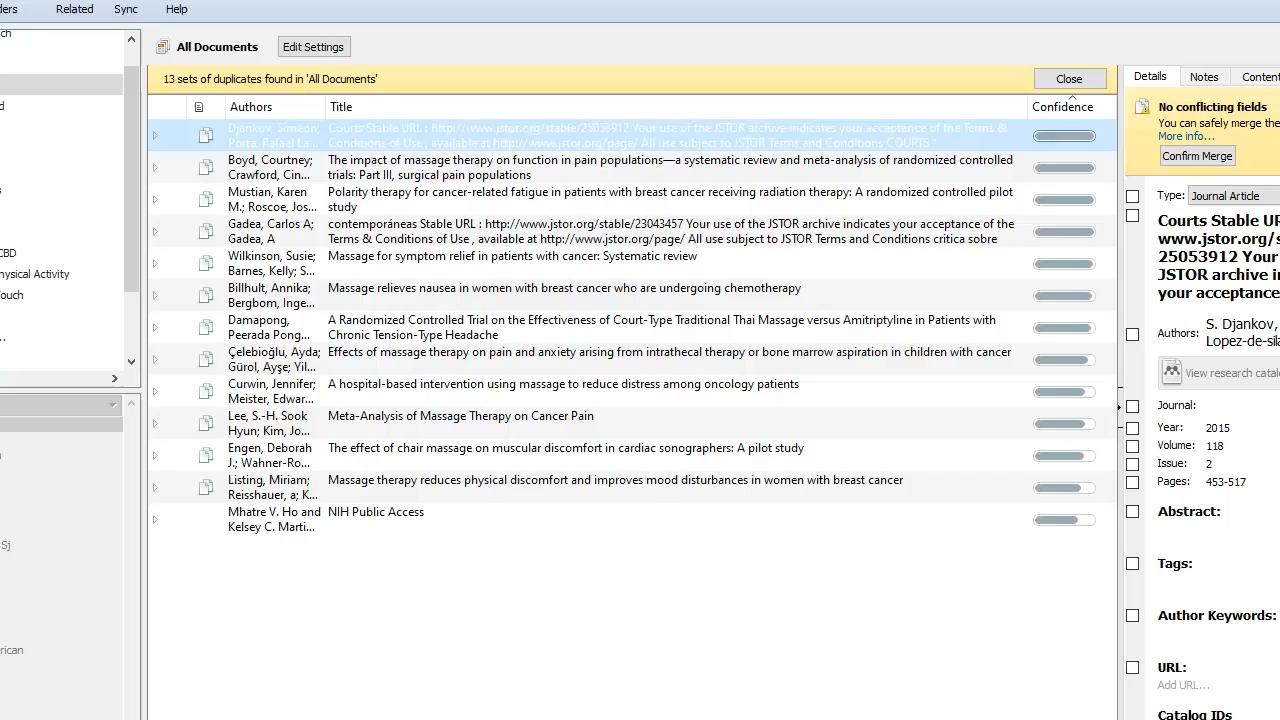 ders Related Sync Help
ch
d
s
CBD
hysical Activity
ouch
...
Sj
rican
All Documents Edit Settings
13 sets of duplicates found in 'All Documents' Close
Authors Title Confidence
Djankov, Simeon; Courts Stable URL : http://www.jstor.org/stable/25053912 Your use of the JSTOR archive indicates your acceptance of the Terms &
Porta, Rafael La... Conditions of Use , available at http://www.jstor.org/page/ All use subject to JSTOR Terms and Conditions COURTS *
Boyd, Courtney; The impact of massage therapy on function in pain populations—a systematic review and meta-analysis of randomized controlled
Crawford, Cin... trials: Part III, surgical pain populations
Mustian, Karen Polarity therapy for cancer-related fatigue in patients with breast cancer receiving radiation therapy: A randomized controlled pilot
M.; Roscoe, Jos... study
Gadea, Carlos A; contemporáneas Stable URL : http://www.jstor.org/stable/23043457 Your use of the JSTOR archive indicates your acceptance of the
Gadea, A Terms & Conditions of Use , available at http://www.jstor.org/page/ All use subject to JSTOR Terms and Conditions critica sobre
Wilkinson, Susie; Massage for symptom relief in patients with cancer: Systematic review
Barnes, Kelly; S...
Billhult, Annika; Massage relieves nausea in women with breast cancer who are undergoing chemotherapy
Bergbom, Inge...
Damapong, A Randomized Controlled Trial on the Effectiveness of Court-Type Traditional Thai Massage versus Amitriptyline in Patients with
Peerada Pong... Chronic Tension-Type Headache
Çelebioğlu, Ayda; Effects of massage therapy on pain and anxiety arising from intrathecal therapy or bone marrow aspiration in children with cancer
Gürol, Ayşe; Yil...
Curwin, Jennifer; A hospital-based intervention using massage to reduce distress among oncology patients
Meister, Edwar...
Lee, S.-H. Sook Meta-Analysis of Massage Therapy on Cancer Pain
Hyun; Kim, Jo...
Engen, Deborah The effect of chair massage on muscular discomfort in cardiac sonographers: A pilot study
J.; Wahner-Ro...
Listing, Miriam; Massage therapy reduces physical discomfort and improves mood disturbances in women with breast cancer
Reisshauer, a; K...
Mhatre V. Ho and NIH Public Access
Kelsey C. Marti...
Details Notes Content
No conflicting fields
You can safely merge the
More info...
Confirm Merge
Type: Journal Article
Courts Stable UR
www.jstor.org/s
25053912 Your
JSTOR archive i
your acceptance
Authors: S. Djankov,
Lopez-de-sila
View research catal
Journal:
Year: 2015
Volume: 118
Issue: 2
Pages: 453-517
Abstract:
Tags:
Author Keywords:
URL:
Add URL...
Catalog IDs